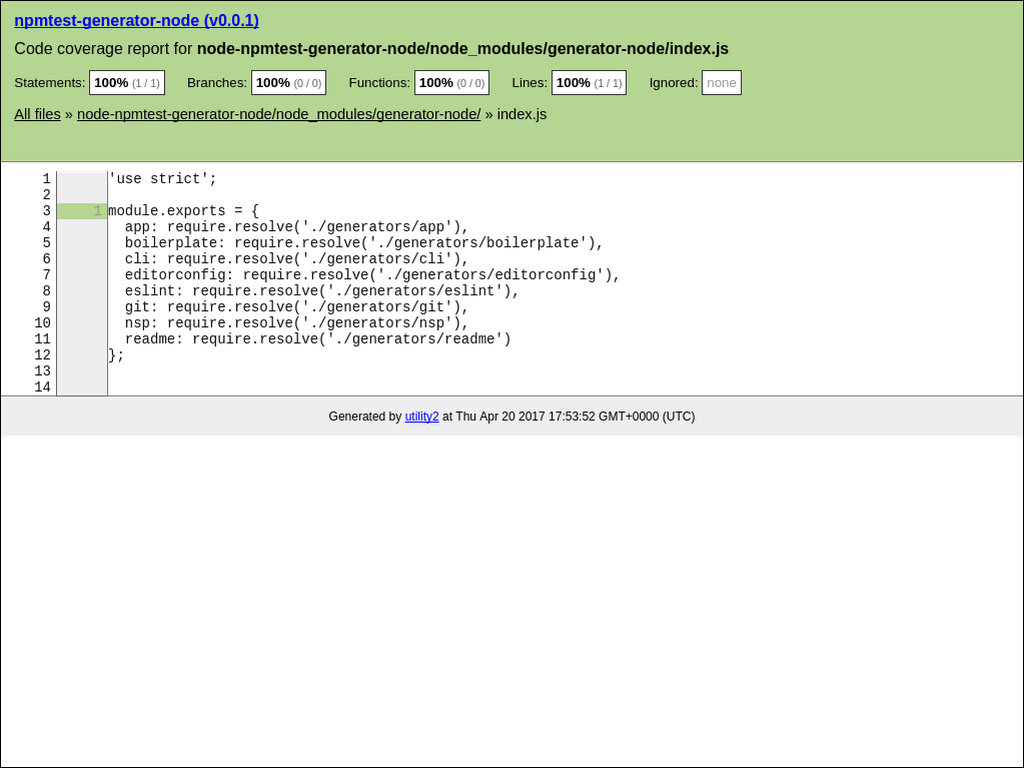 npmtest-generator-node (v0.0.1)
Code coverage report for node-npmtest-generator-node/node_modules/generator-node/index.js
Statements: 100% (1 / 1) Branches: 100% (0 / 0) Functions: 100% (0 / 0) Lines: 100% (1 / 1) Ignored: none
All files » node-npmtest-generator-node/node_modules/generator-node/ » index.js
1 'use strict';
2
3 1 module.exports = {
4 app: require.resolve('./generators/app'),
5 boilerplate: require.resolve('./generators/boilerplate'),
6 cli: require.resolve('./generators/cli'),
7 editorconfig: require.resolve('./generators/editorconfig'),
8 eslint: require.resolve('./generators/eslint'),
9 git: require.resolve('./generators/git'),
10 nsp: require.resolve('./generators/nsp'),
11 readme: require.resolve('./generators/readme')
12 };
13
14
Generated by utility2 at Thu Apr 20 2017 17:53:52 GMT+0000 (UTC)